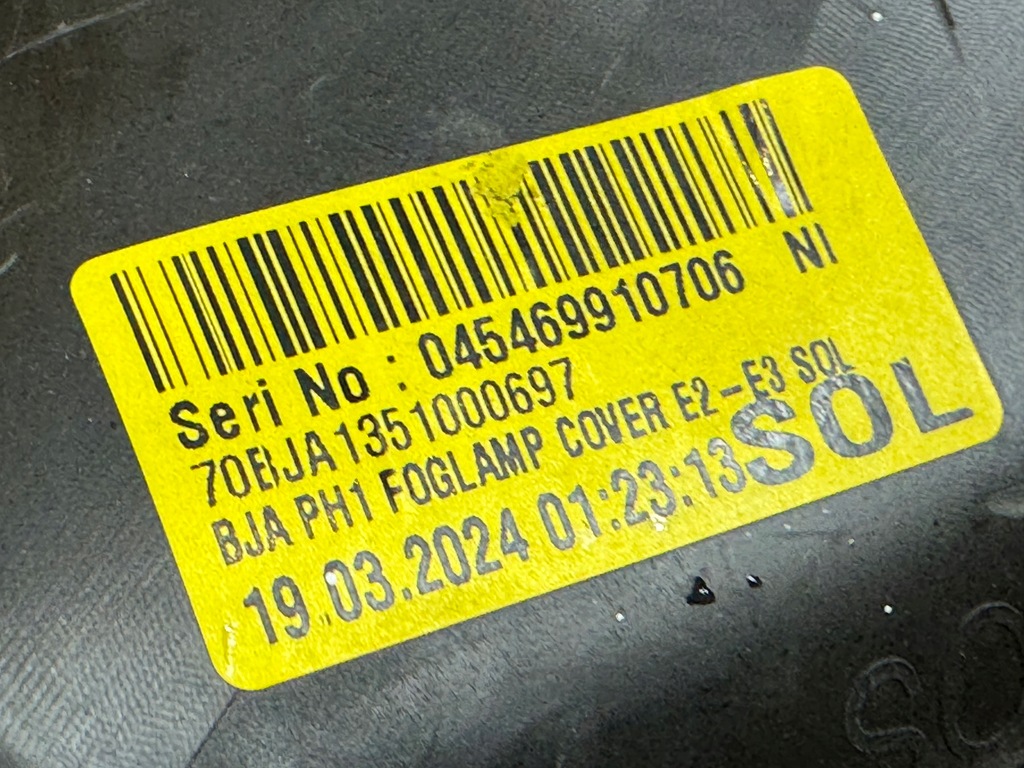 Seri No : 045469910706 NI
70BJA1351000697
BJA PH1 FOGLAMP COVER E2-E3 SOL
19.03.2024 01:23:13 SOL